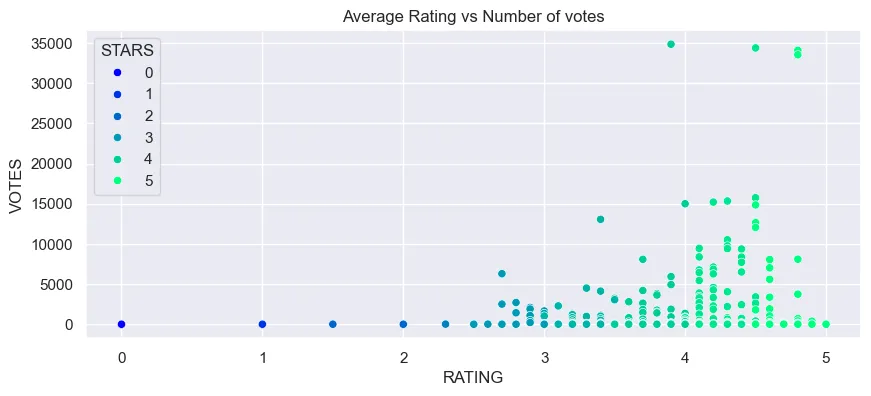 Average Rating vs Number of votes
STARS
0
1
2
3
4
5
VOTES
35000
30000
25000
20000
15000
10000
5000
0
0 1 2 3 4 5
RATING